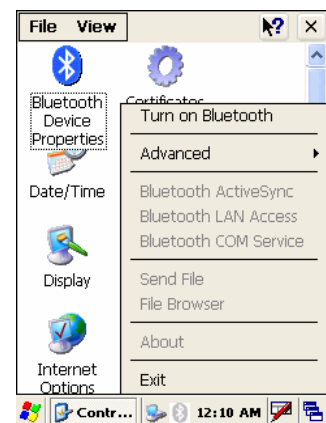 File View
Bluetooth
Device
Properties
Certificates
Date/Time
Display
Internet
Options
Turn on Bluetooth
Advanced
Bluetooth ActiveSync
Bluetooth LAN Access
Bluetooth COM Service
Send File
File Browser
About
Exit
Contr... 12:10 AM